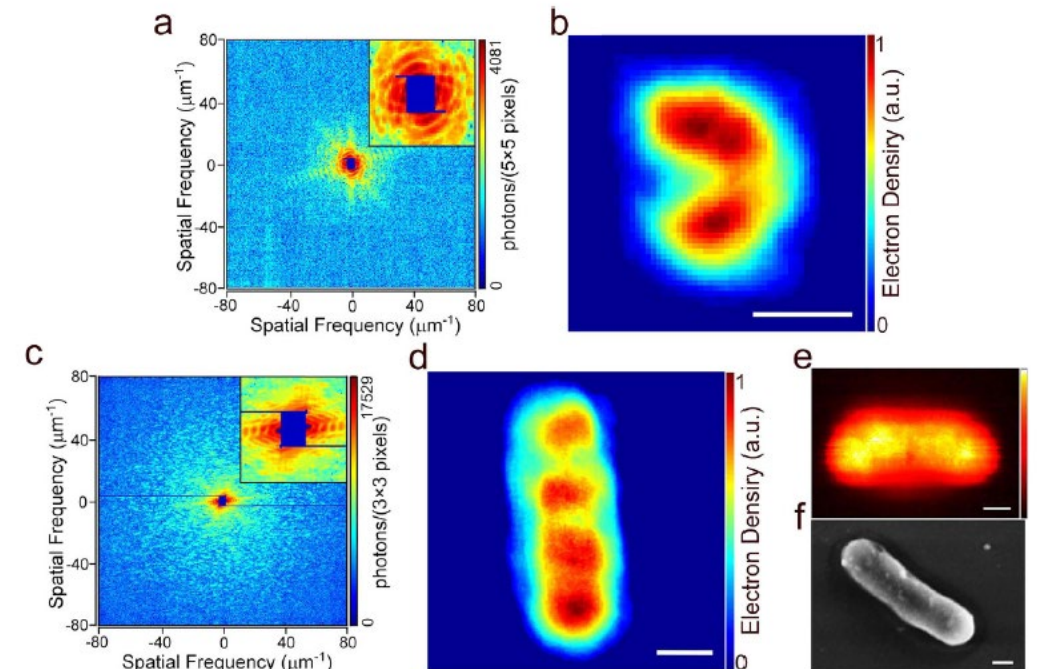 a
80
40
0
-40
-80
-80
-40
0
40
80
Spatial Frequency (μm⁻¹)
Spatial Frequency (μm⁻¹)
4081
0
photons/(5×5 pixels)
b
1
0
Electron Densiry (a.u.)
c
80
40
0
-40
-80
-80
-40
0
40
80
Spatial Frequency (μm⁻¹)
Spatial Frequency (μm⁻¹)
17529
0
photons/(3×3 pixels)
d
1
0
Electron Densiry (a.u.)
e
f